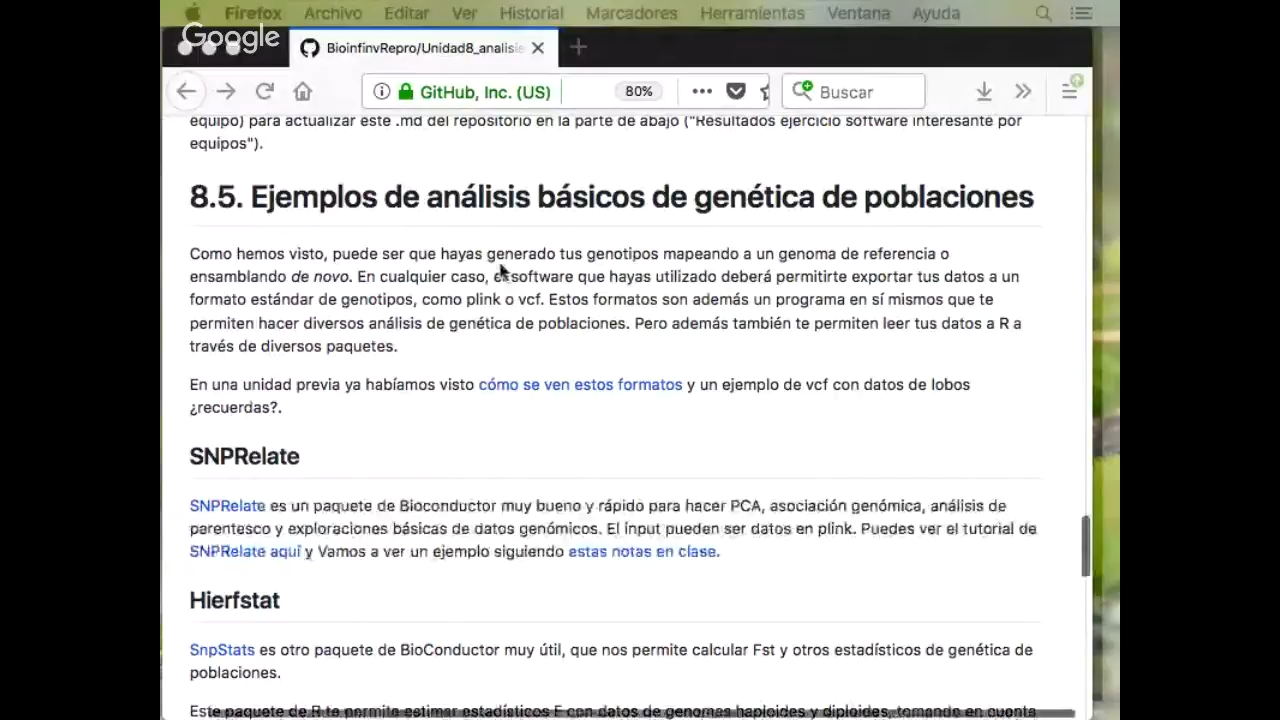 Firefox Archivo Editar Ver Historial Marcadores Herramientas Ventana Ayuda
Google
BioinfinvRepro/Unidad8_analisis
GitHub, Inc. (US) 80% Buscar
equipo) para actualizar este .md del repositorio en la parte de abajo ("Resultados ejercicio software interesante por
equipos").
8.5. Ejemplos de análisis básicos de genética de poblaciones
Como hemos visto, puede ser que hayas generado tus genotipos mapeando a un genoma de referencia o
ensamblando de novo. En cualquier caso, el software que hayas utilizado deberá permitirte exportar tus datos a un
formato estándar de genotipos, como plink o vcf. Estos formatos son además un programa en sí mismos que te
permiten hacer diversos análisis de genética de poblaciones. Pero además también te permiten leer tus datos a R a
través de diversos paquetes.
En una unidad previa ya habíamos visto cómo se ven estos formatos y un ejemplo de vcf con datos de lobos
¿recuerdas?.
SNPRelate
SNPRelate es un paquete de Bioconductor muy bueno y rápido para hacer PCA, asociación genómica, análisis de
parentesco y exploraciones básicas de datos genómicos. El input pueden ser datos en plink. Puedes ver el tutorial de
SNPRelate aquí y Vamos a ver un ejemplo siguiendo estas notas en clase.
Hierfstat
SnpStats es otro paquete de BioConductor muy útil, que nos permite calcular Fst y otros estadísticos de genética de
poblaciones.
Este paquete de R te permite estimar estadísticos F con datos de genomas haploides y diploides, tomando en cuenta